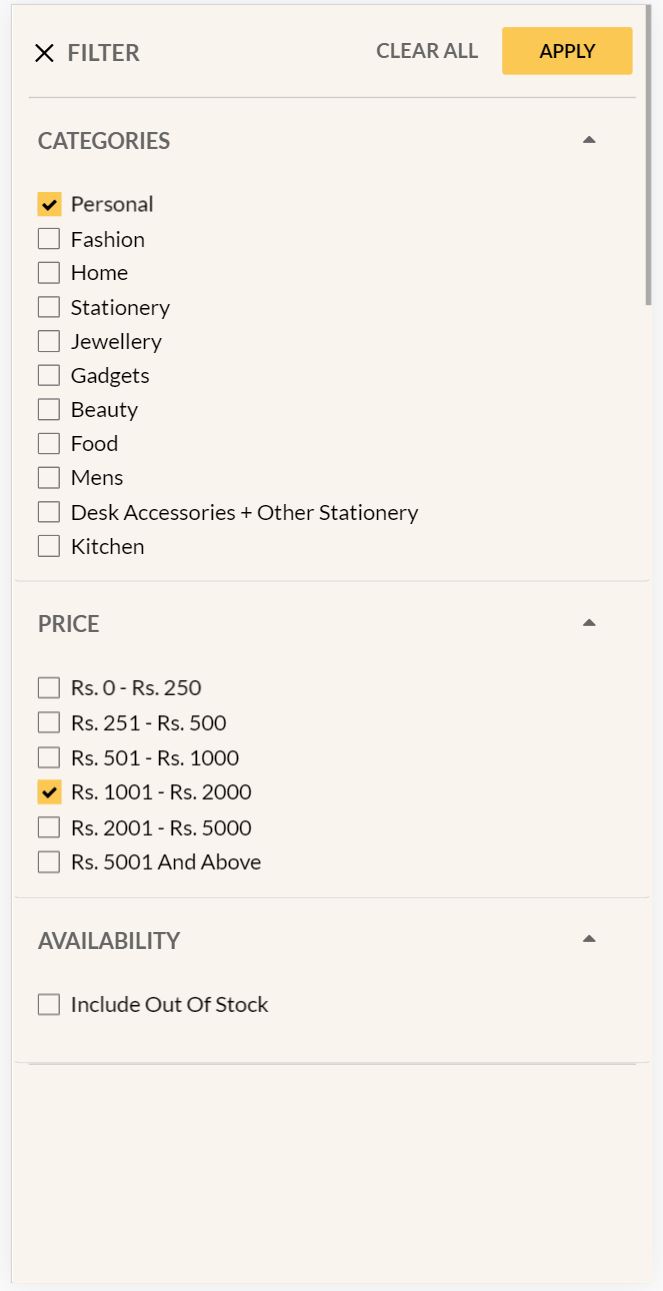 FILTER CLEAR ALL APPLY
CATEGORIES
Personal
Fashion
Home
Stationery
Jewellery
Gadgets
Beauty
Food
Mens
Desk Accessories + Other Stationery
Kitchen
PRICE
Rs. 0 - Rs. 250
Rs. 251 - Rs. 500
Rs. 501 - Rs. 1000
Rs. 1001 - Rs. 2000
Rs. 2001 - Rs. 5000
Rs. 5001 And Above
AVAILABILITY
Include Out Of Stock